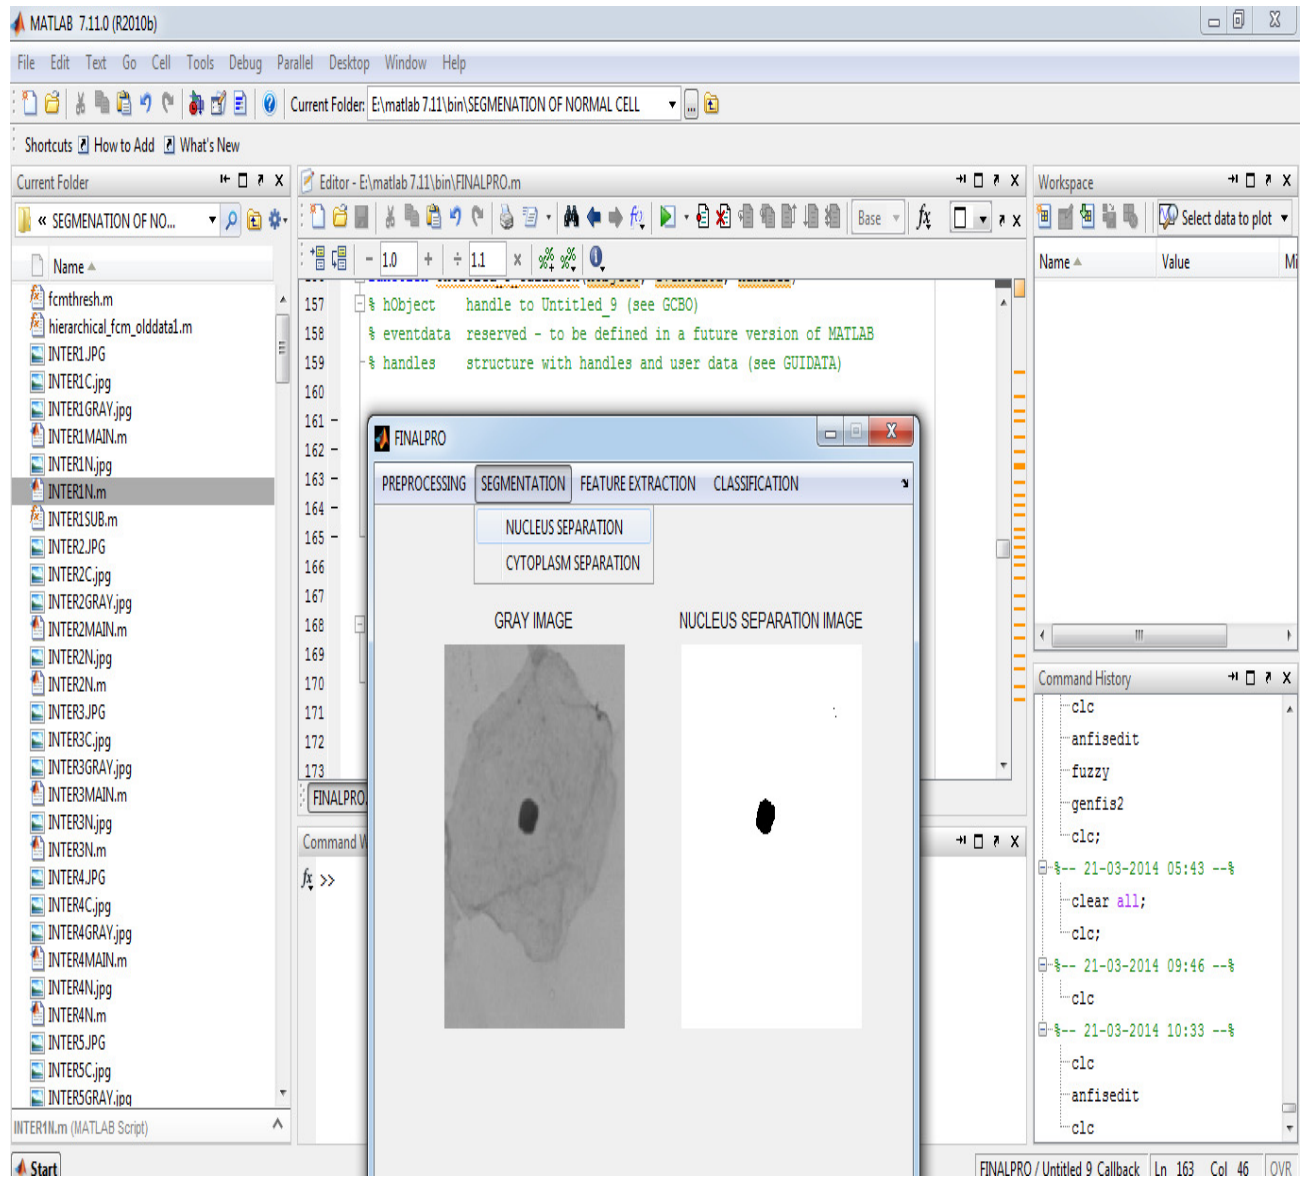 MATLAB 7.11.0 (R2010b)
File Edit Text Go Cell Tools Debug Parallel Desktop Window Help
Current Folder: E:\matlab 7.11\bin\SEGMENATION OF NORMAL CELL
Shortcuts How to Add What's New
Current Folder
« SEGMENATION OF NO...
Name
fcmthresh.m
hierarchical_fcm_olddata1.m
INTER1.JPG
INTER1C.jpg
INTER1GRAY.jpg
INTER1MAIN.m
INTER1N.jpg
INTER1N.m
INTER1SUB.m
INTER2.JPG
INTER2C.jpg
INTER2GRAY.jpg
INTER2MAIN.m
INTER2N.jpg
INTER2N.m
INTER3.JPG
INTER3C.jpg
INTER3GRAY.jpg
INTER3MAIN.m
INTER3N.jpg
INTER3N.m
INTER4.JPG
INTER4C.jpg
INTER4GRAY.jpg
INTER4MAIN.m
INTER4N.jpg
INTER4N.m
INTER5.JPG
INTER5C.jpg
INTER5GRAY.jpg
INTER1N.m (MATLAB Script)
Start
Editor - E:\matlab 7.11\bin\FINALPRO.m
Base fx
- 1.0 + ÷ 1.1 ×
157 % hObject handle to Untitled_9 (see GCBO)
158 % eventdata reserved - to be defined in a future version of MATLAB
159 % handles structure with handles and user data (see GUIDATA)
160
161 -
162 -
163 -
164 -
165 -
166
167
168
169
170
171
172
173
FINALPRO.
Command W
fx >>
FINALPRO
PREPROCESSING SEGMENTATION FEATURE EXTRACTION CLASSIFICATION
NUCLEUS SEPARATION
CYTOPLASM SEPARATION
GRAY IMAGE NUCLEUS SEPARATION IMAGE
Workspace
Select data to plot
Name Value Mi
Command History
clc
anfisedit
fuzzy
genfis2
clc;
%-- 21-03-2014 05:43 --%
clear all;
clc;
%-- 21-03-2014 09:46 --%
clc
%-- 21-03-2014 10:33 --%
clc
anfisedit
clc
FINALPRO / Untitled 9 Callback Ln 163 Col 46 OVR